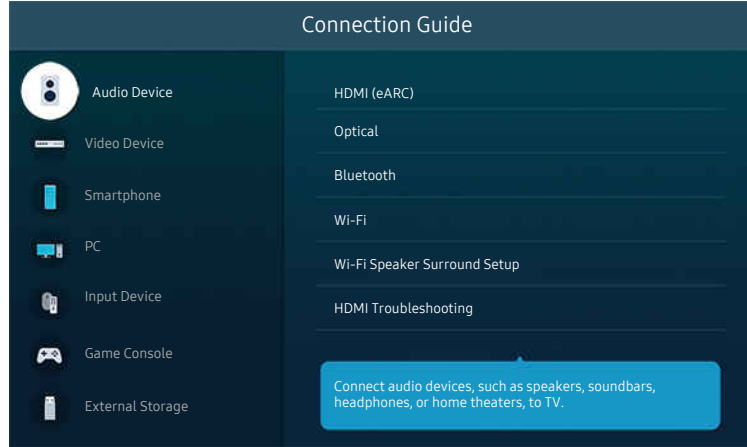 Connection Guide
Audio Device
Video Device
Smartphone
PC
Input Device
Game Console
External Storage
HDMI (eARC)
Optical
Bluetooth
Wi-Fi
Wi-Fi Speaker Surround Setup
HDMI Troubleshooting
Connect audio devices, such as speakers, soundbars,
headphones, or home theaters, to TV.